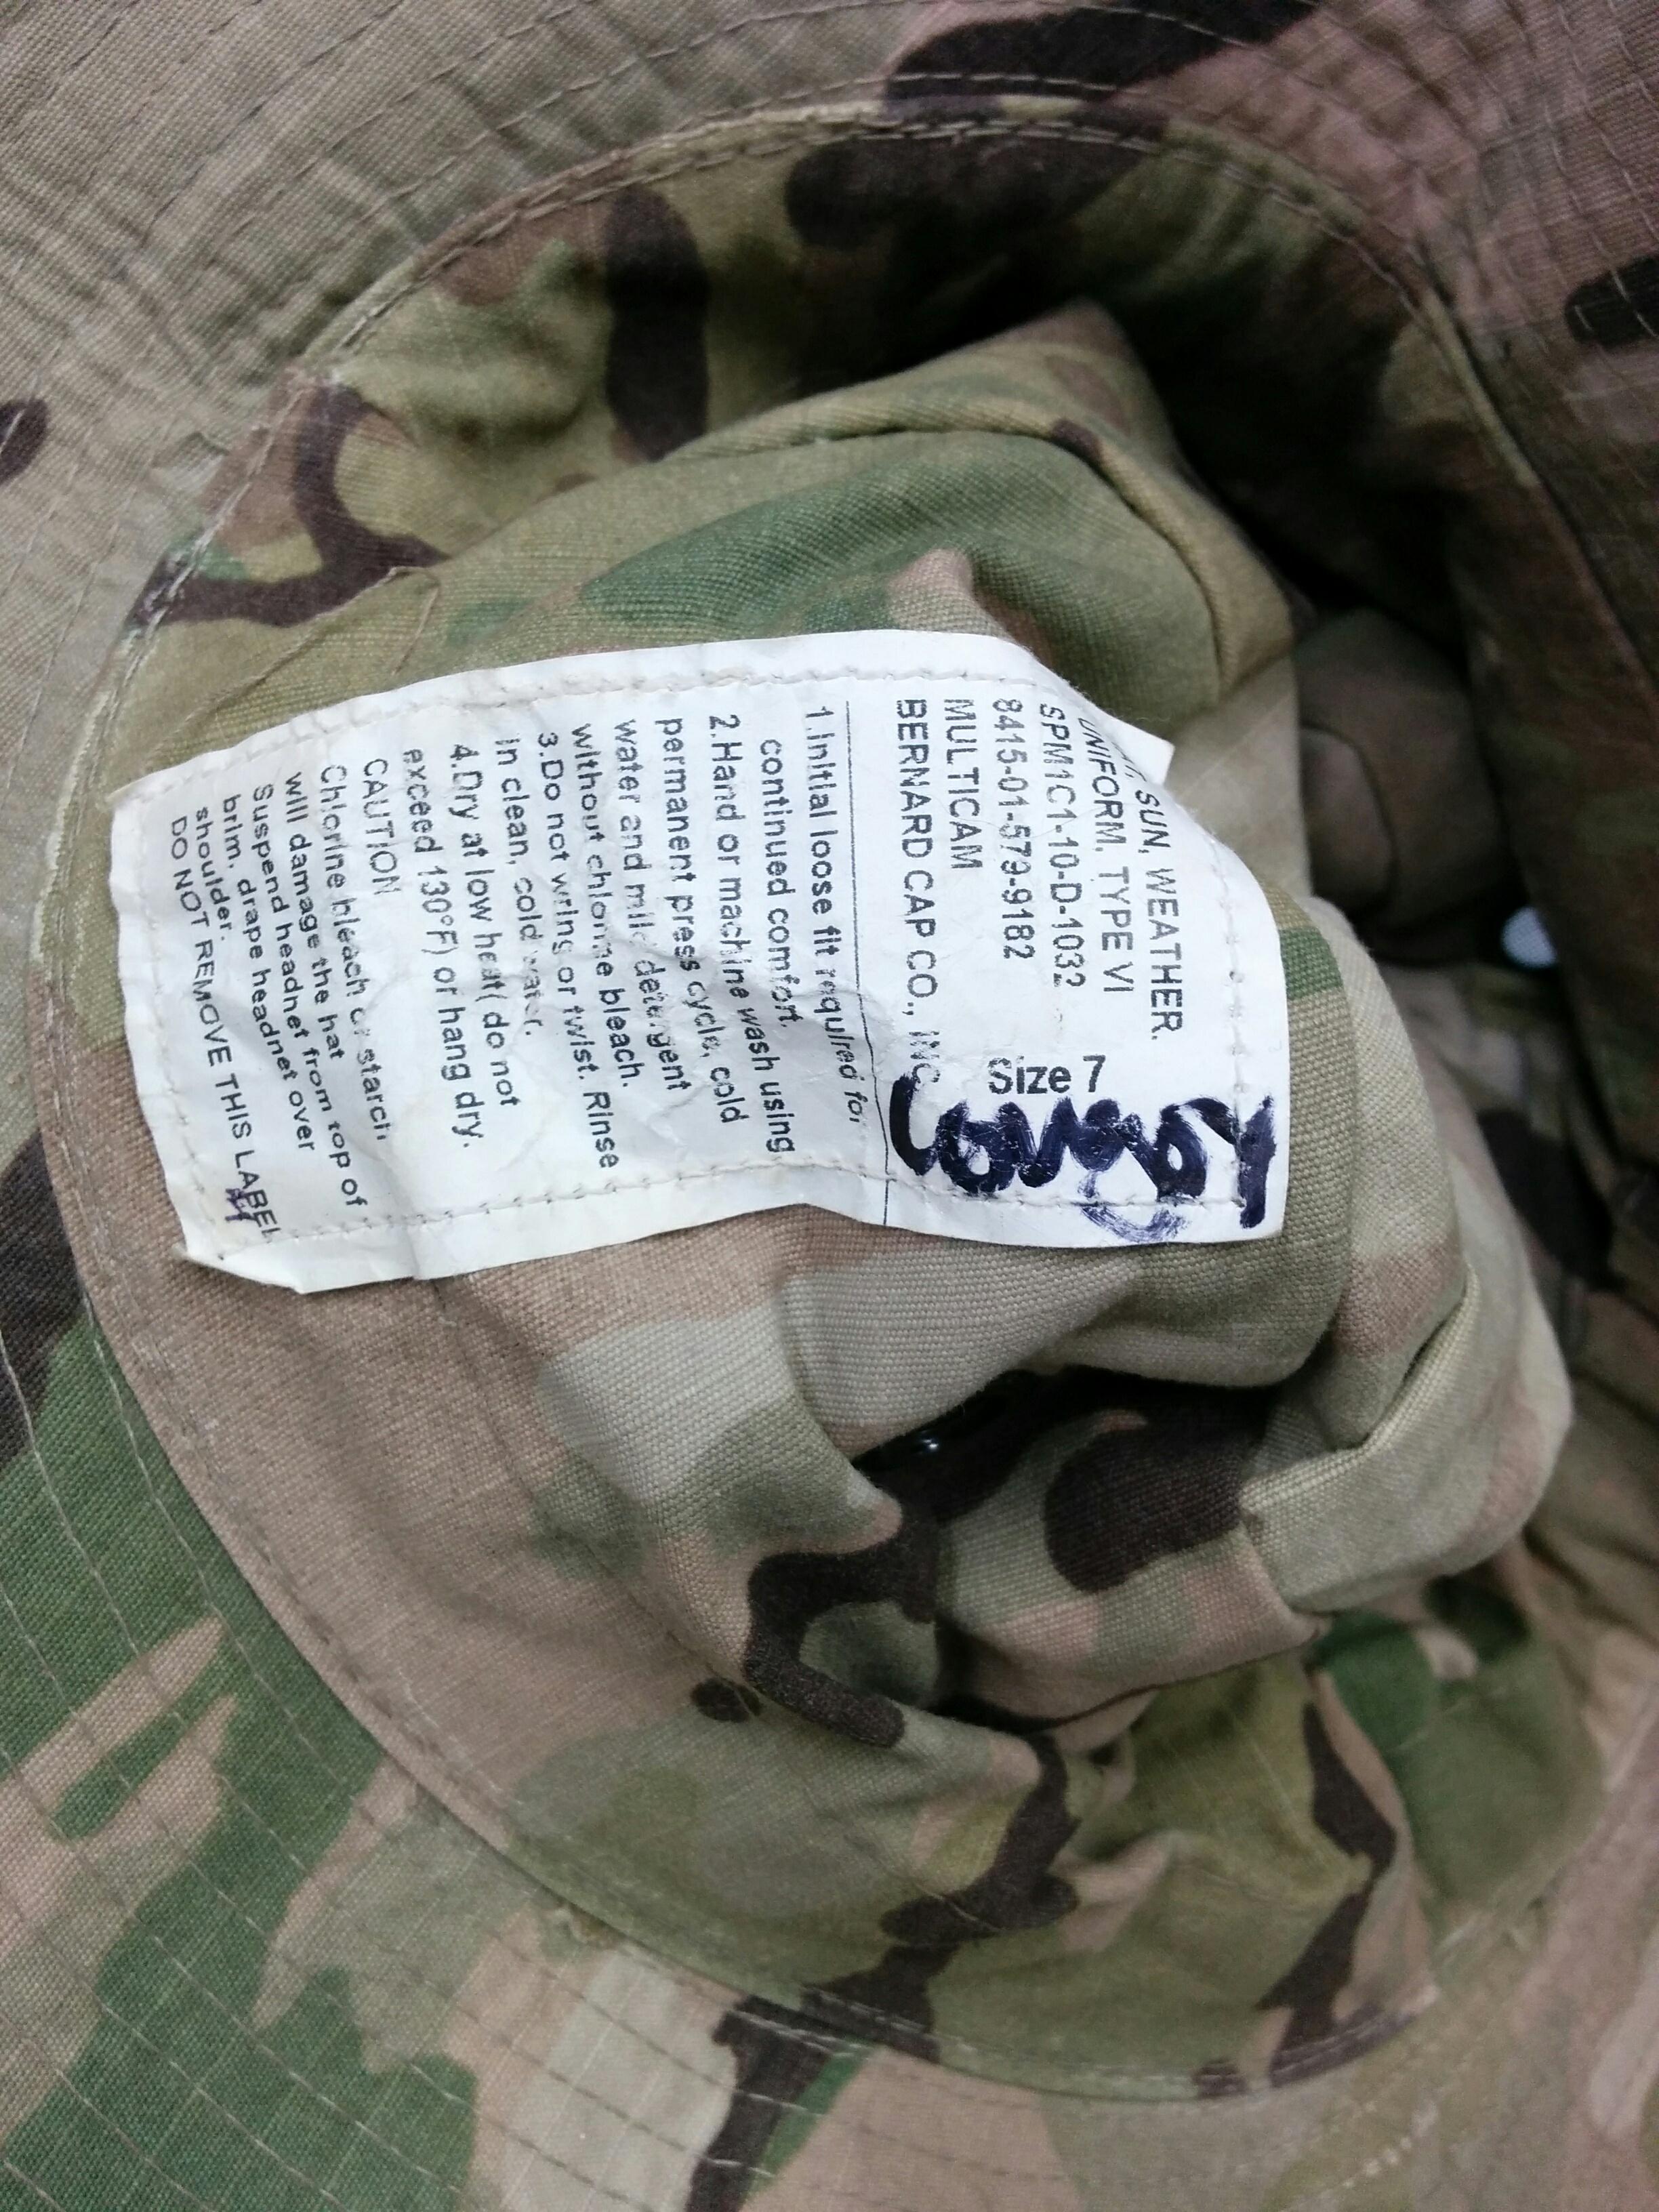 SUN, WEATHER.
UNIFORM, TYPE VI
SPM1C1-10-D-1032
8415-01-579-9182
MULTICAM
BERNARD CAP CO., INC
Size 7
1.Initial loose fit required for
continued comfort.
2.Hand or machine wash using
permanent press cycle, cold
water and mild detergent
without chlorine bleach.
3.Do not wring or twist. Rinse
in clean, cold water.
4.Dry at low heat( do not
exceed 130°F) or hang dry.
CAUTION
Chlorine bleach or starch
will damage the hat
Suspend headnet from top of
brim, drape headnet over
shoulder.
DO NOT REMOVE THIS LABEL